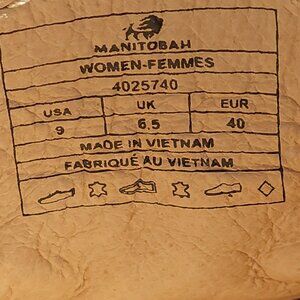 MANITOBAH
WOMEN-FEMMES
4025740
USA UK EUR
9 6.5 40
MADE IN VIETNAM
FABRIQUÉ AU VIETNAM